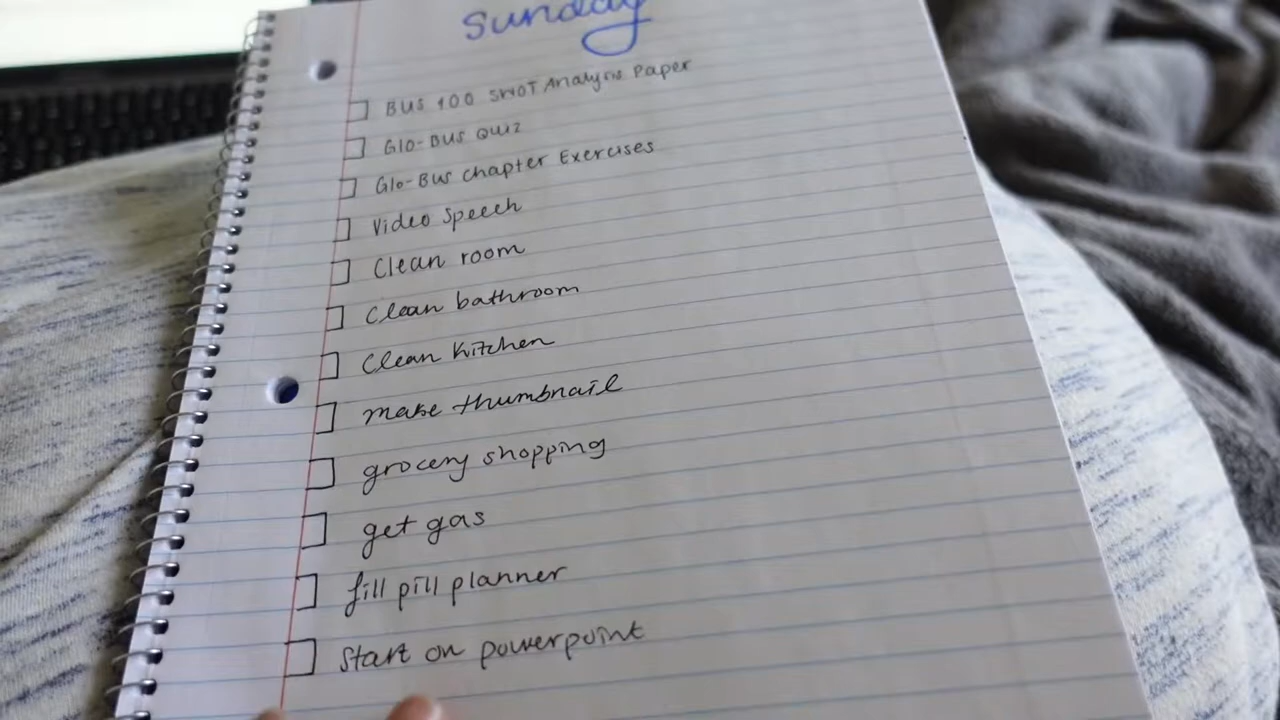 Sunday
BUS 400 SWOT Analysis Paper
Glo-BUS Quiz
Glo-Bus chapter Exercises
Video Speech
Clean room
Clean bathroom
Clean Kitchen
make thumbnail
grocery shopping
get gas
fill pill planner
Start on powerpoint